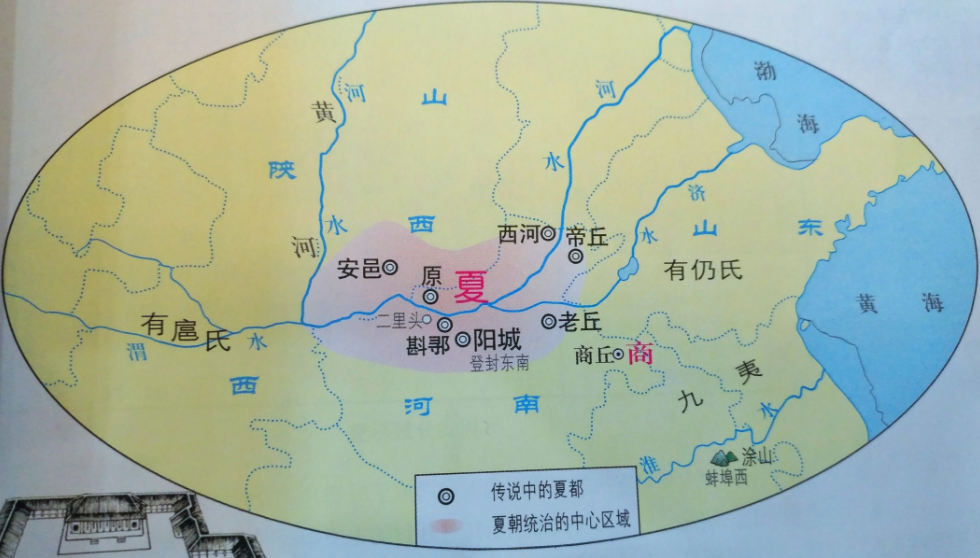 渤海
黄河
河水
山西
陕西
河水
济水
山东
西河
帝丘
有仍氏
安邑
原
夏
黄海
二里头
斟鄩
阳城
登封东南
老丘
商丘
商
有扈氏
渭水
河南
九夷
淮水
涂山
蚌埠西
传说中的夏都
夏朝统治的中心区域